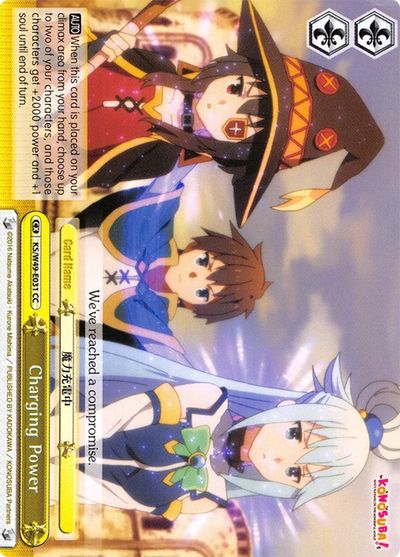 KONOSUBA!
We've reached a compromise.
Card Name
魔力充電中
Charging Power
CC KS/W49-E031 CC
[AUTO] When this card is placed on your
climax area from your hand, choose up
to two of your characters, and those
characters get +2000 power and +1
soul until end of turn.
©2016 Natsume Akatsuki・Kurone Mishima / PUBLISHED BY KADOKAWA / KONOSUBA Partners